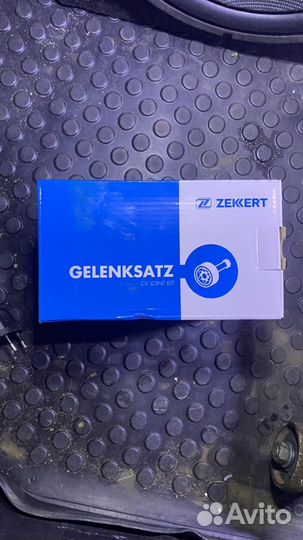 ZEKKERT
GELENKSATZ
CV JOINT KIT
Avito